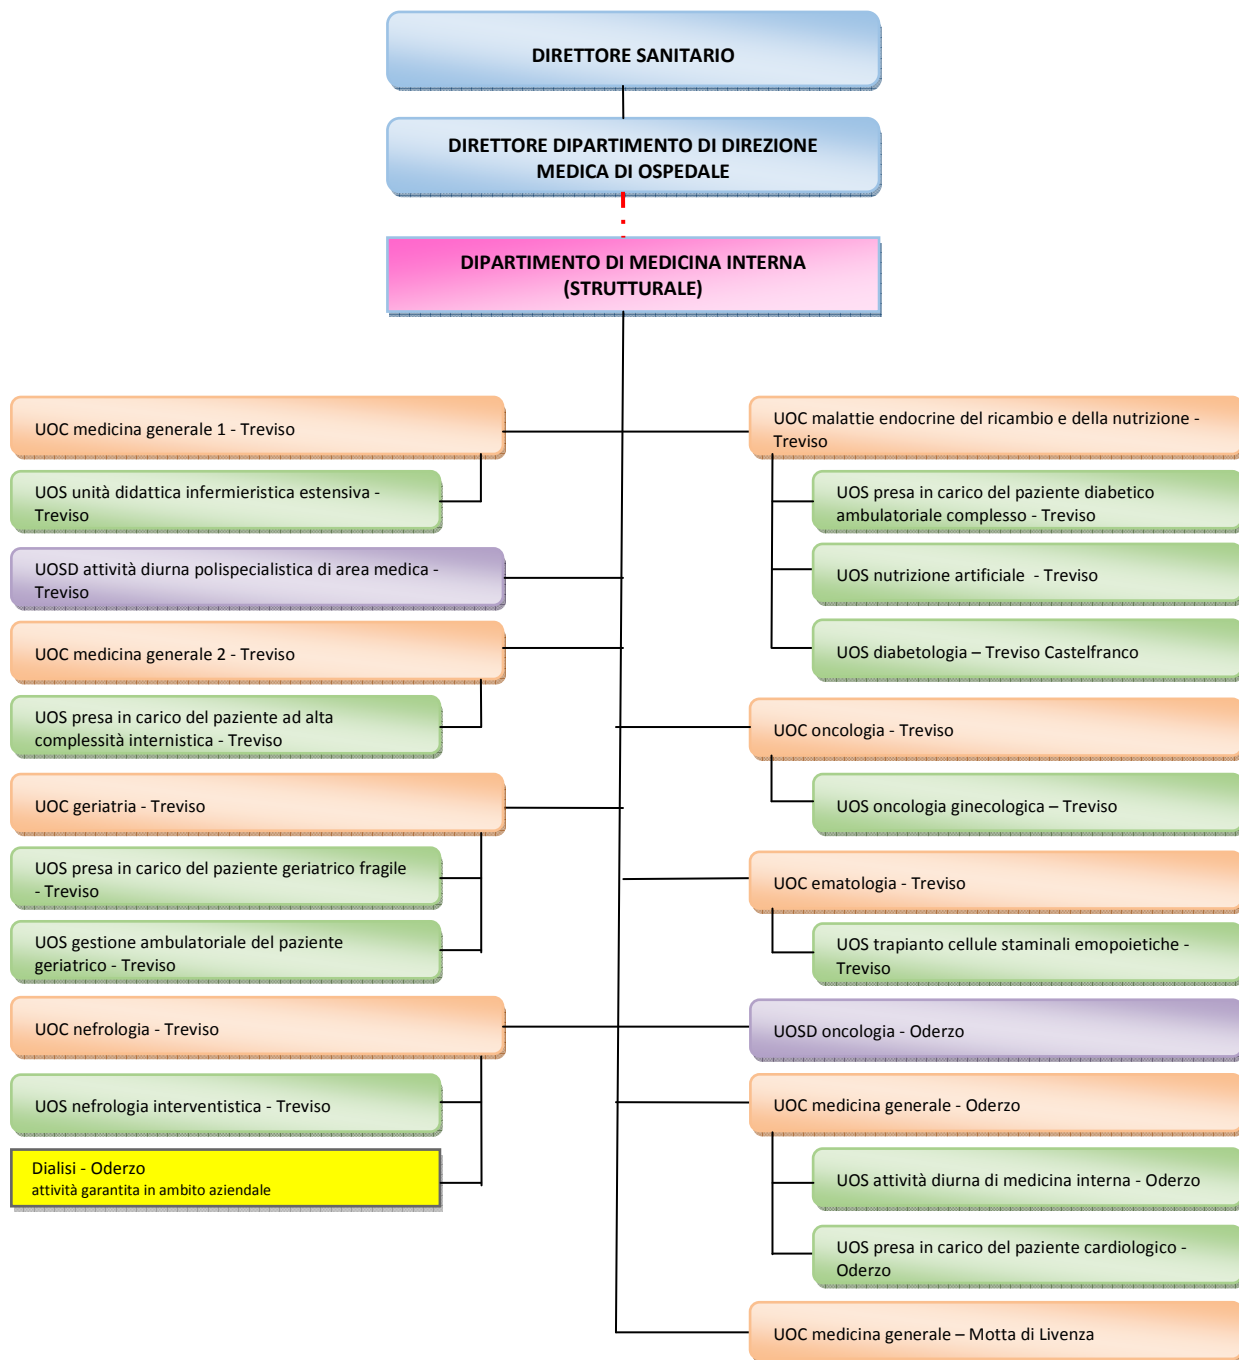 DIRETTORE SANITARIO
DIRETTORE DIPARTIMENTO DI DIREZIONE
MEDICA DI OSPEDALE
DIPARTIMENTO DI MEDICINA INTERNA
(STRUTTURALE)
UOC medicina generale 1 - Treviso
UOS unità didattica infermieristica estensiva -
Treviso
UOSD attività diurna polispecialistica di area medica -
Treviso
UOC medicina generale 2 - Treviso
UOS presa in carico del paziente ad alta
complessità internistica - Treviso
UOC geriatria - Treviso
UOS presa in carico del paziente geriatrico fragile
- Treviso
UOS gestione ambulatoriale del paziente
geriatrico - Treviso
UOC nefrologia - Treviso
UOS nefrologia interventistica - Treviso
Dialisi - Oderzo
attività garantita in ambito aziendale
UOC malattie endocrine del ricambio e della nutrizione -
Treviso
UOS presa in carico del paziente diabetico
ambulatoriale complesso - Treviso
UOS nutrizione artificiale - Treviso
UOS diabetologia – Treviso Castelfranco
UOC oncologia - Treviso
UOS oncologia ginecologica – Treviso
UOC ematologia - Treviso
UOS trapianto cellule staminali emopoietiche -
Treviso
UOSD oncologia - Oderzo
UOC medicina generale - Oderzo
UOS attività diurna di medicina interna - Oderzo
UOS presa in carico del paziente cardiologico -
Oderzo
UOC medicina generale – Motta di Livenza